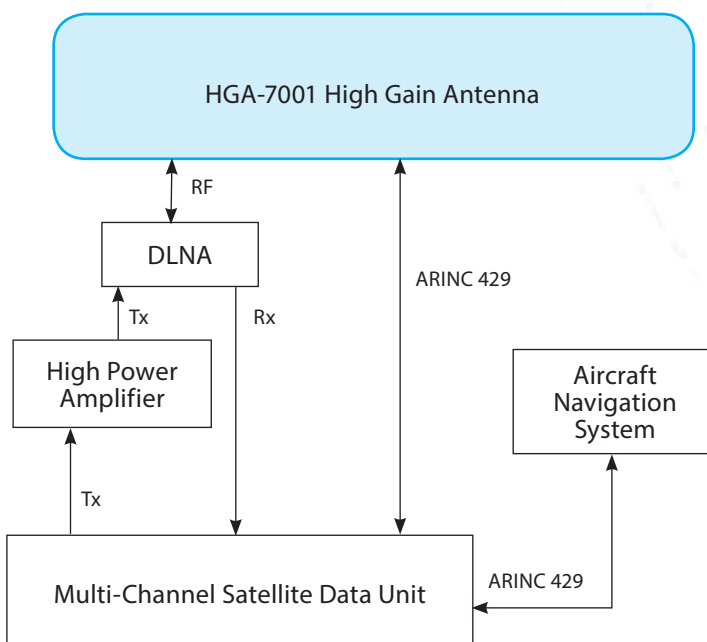 HGA-7001 High Gain Antenna
RF
DLNA
ARINC 429
Tx
Rx
High Power
Amplifier
Aircraft
Navigation
System
Tx
Multi-Channel Satellite Data Unit
ARINC 429